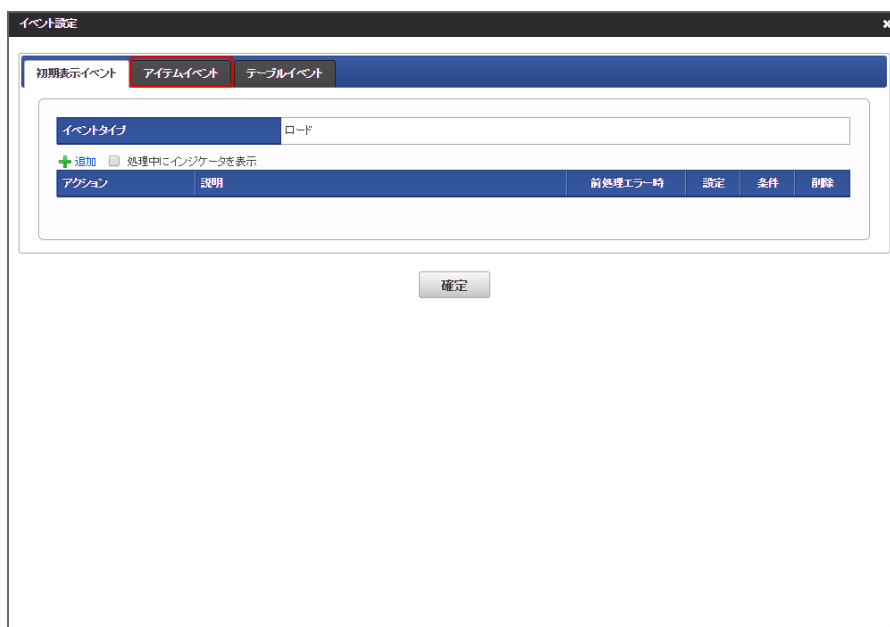 イベント設定
初期表示イベント アイテムイベント テーブルイベント
イベントタイプ ロード
追加 処理中にインジケータを表示
アクション 説明 前処理エラー時 設定 条件 削除
確定